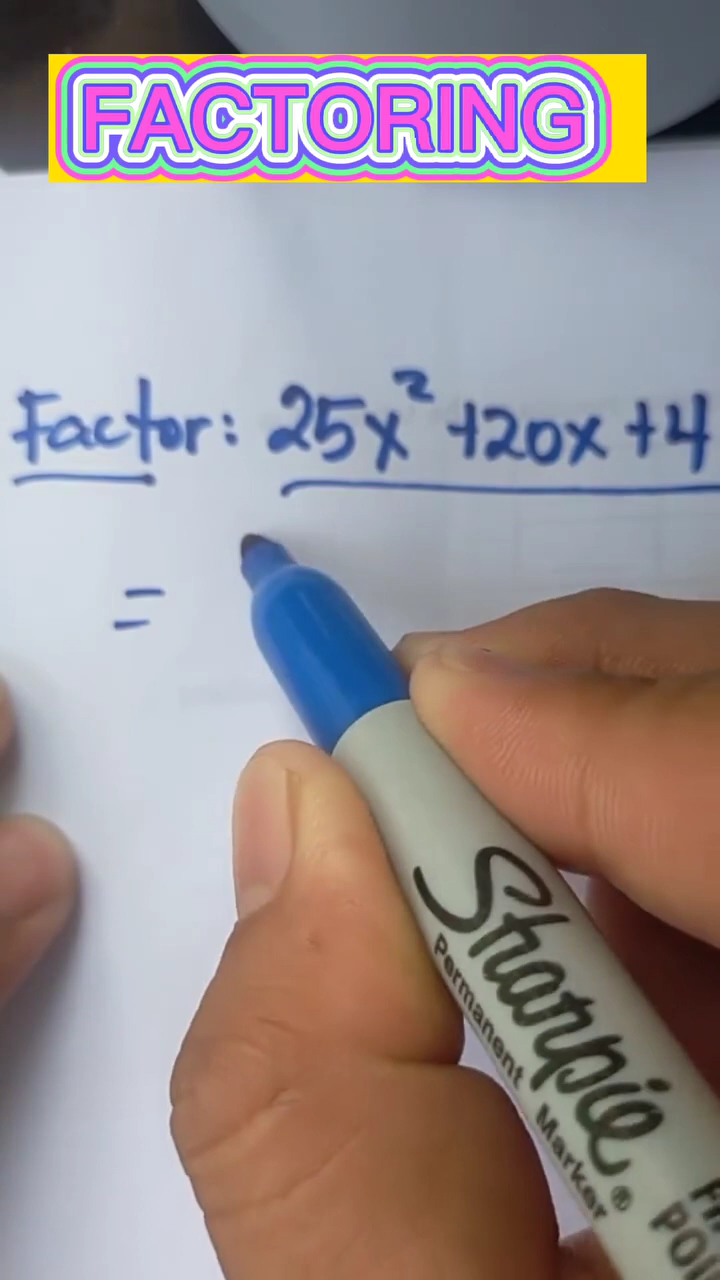 FACTORING
Factor: 25x² +20x +4
=
Sharpie®
Permanent Marker